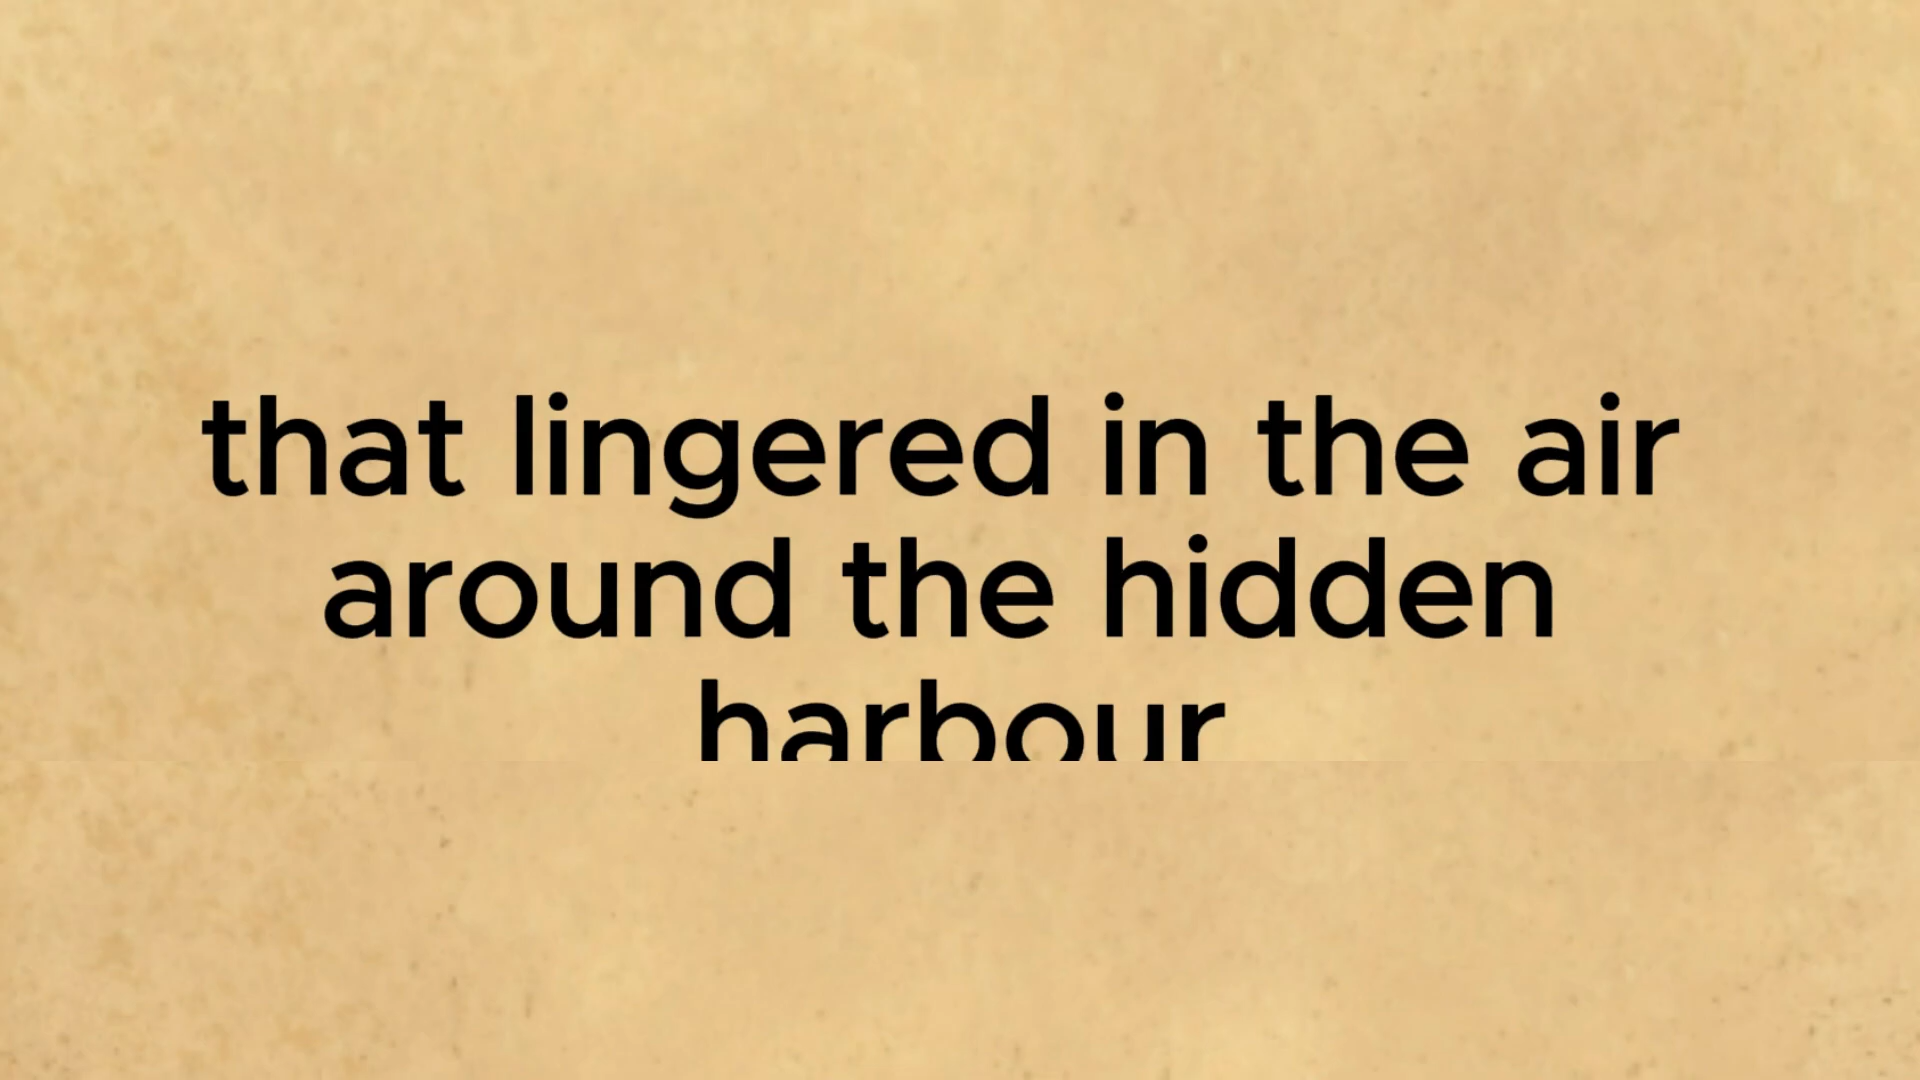 that lingered in the air
around the hidden
harbour